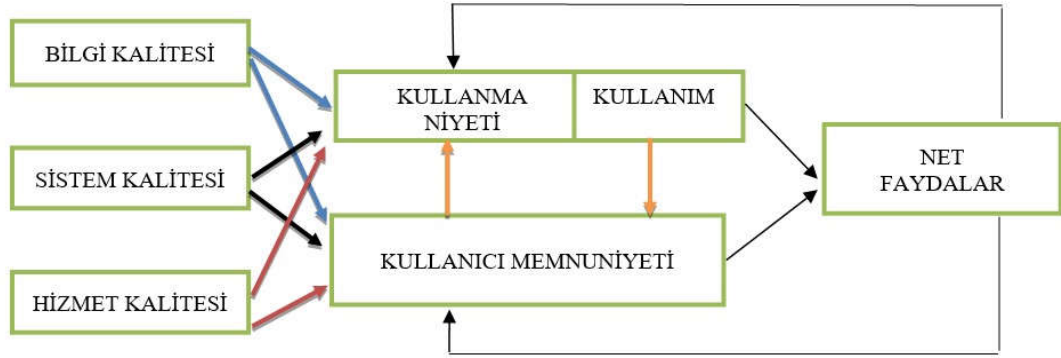 BİLGİ KALİTESİ
SİSTEM KALİTESİ
HİZMET KALİTESİ
KULLANMA
NİYETİ
KULLANIM
KULLANICI MEMNUNİYETİ
NET
FAYDALAR